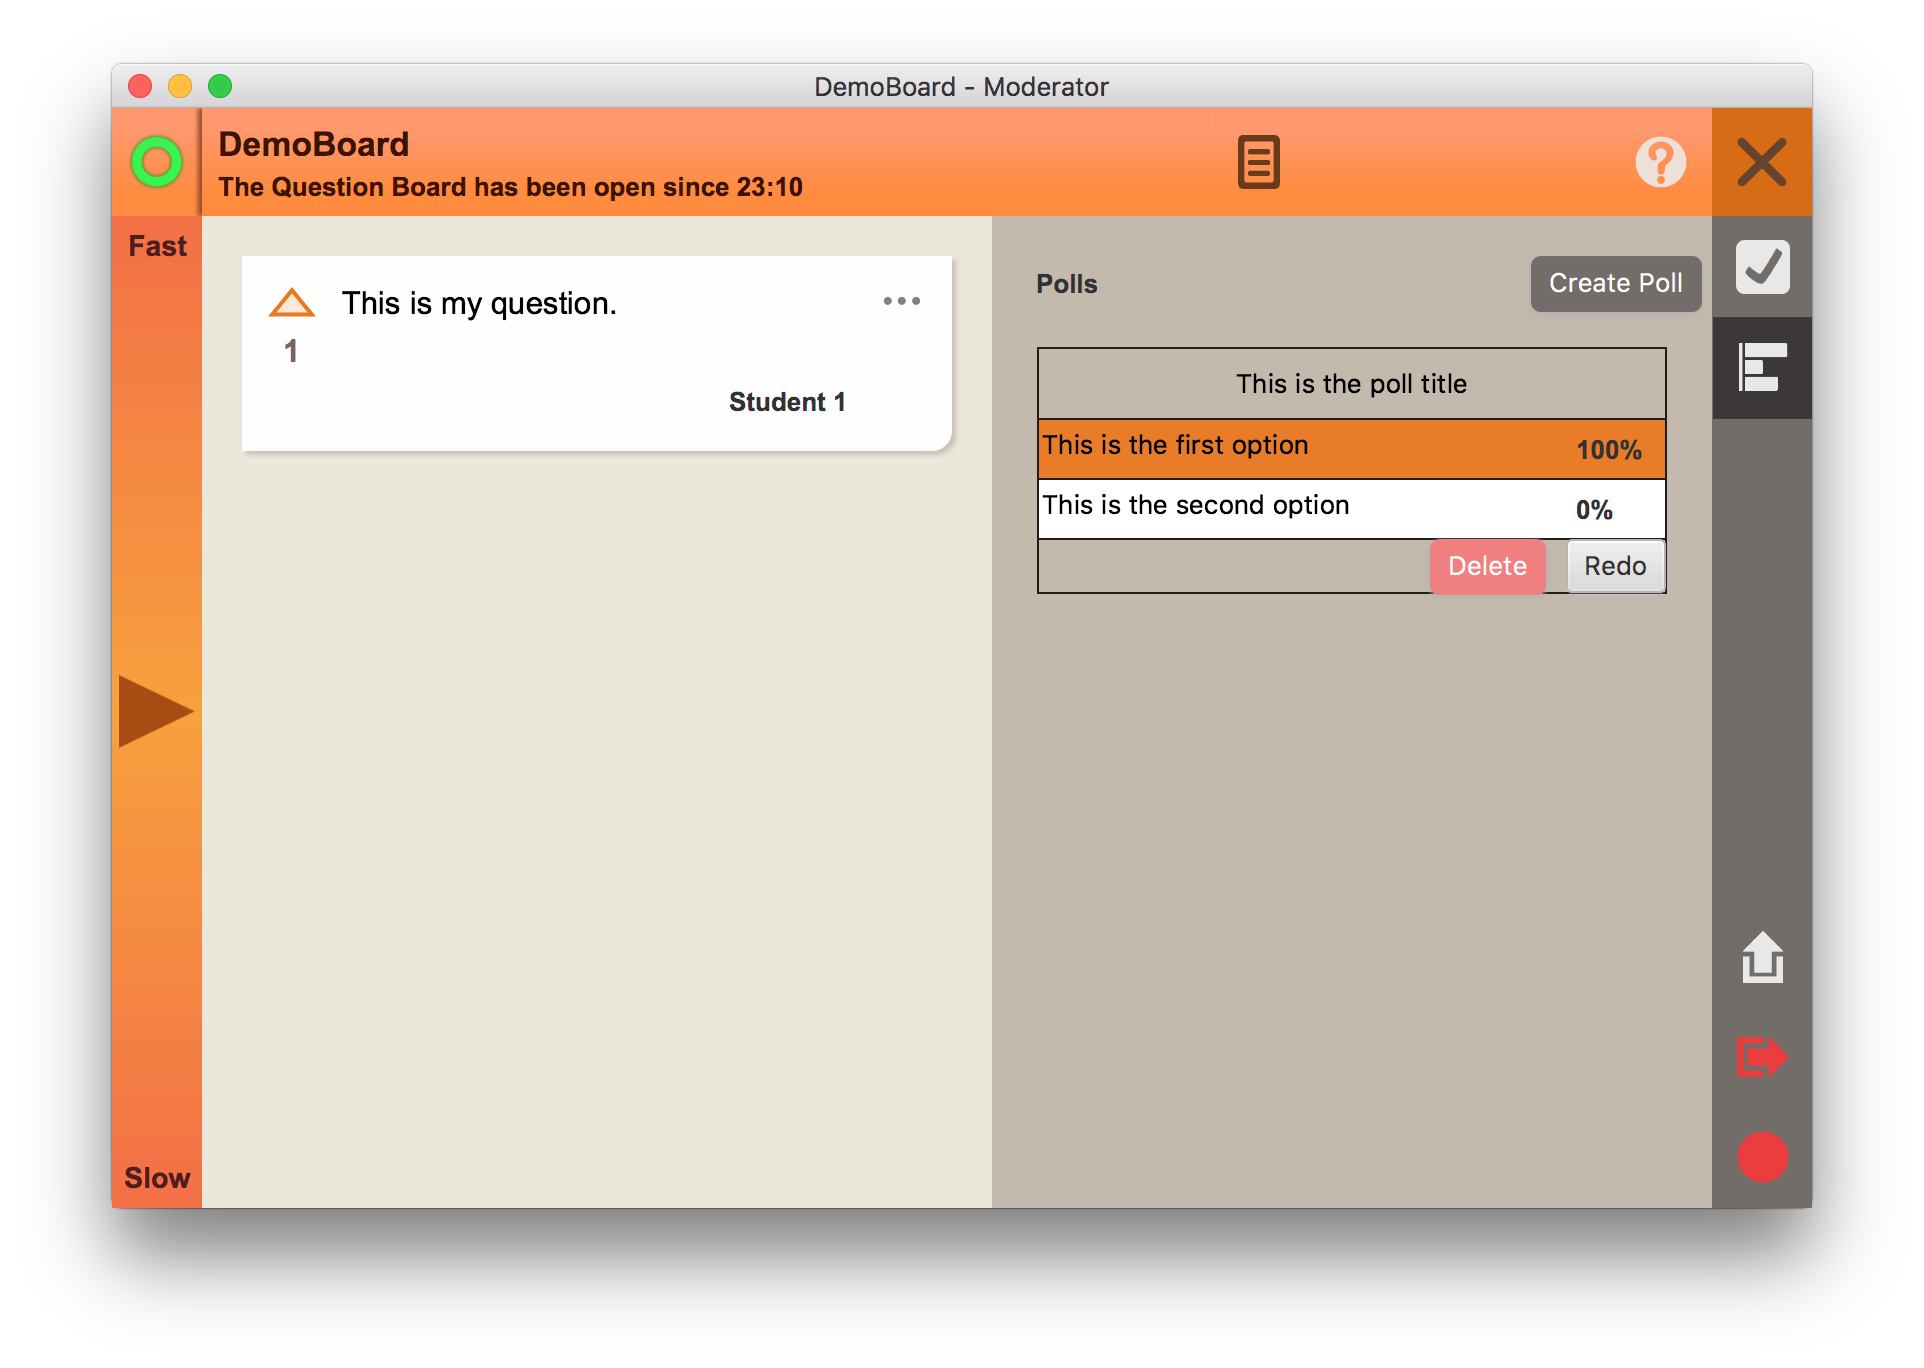 DemoBoard - Moderator
DemoBoard
The Question Board has been open since 23:10
Fast
This is my question.
1
Student 1
Slow
Polls
Create Poll
This is the poll title
This is the first option 100%
This is the second option 0%
Delete Redo